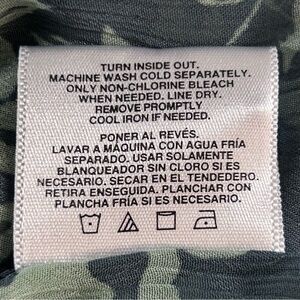 TURN INSIDE OUT.
MACHINE WASH COLD SEPARATELY.
ONLY NON-CHLORINE BLEACH
WHEN NEEDED. LINE DRY.
REMOVE PROMPTLY
COOL IRON IF NEEDED.
PONER AL REVÉS.
LAVAR A MÁQUINA CON AGUA FRÍA
SEPARADO. USAR SOLAMENTE
BLANQUEADOR SIN CLORO SI ES
NECESARIO. SECAR EN EL TENDEDERO.
RETIRA ENSEGUIDA. PLANCHAR CON
PLANCHA FRÍA SI ES NECESARIO.